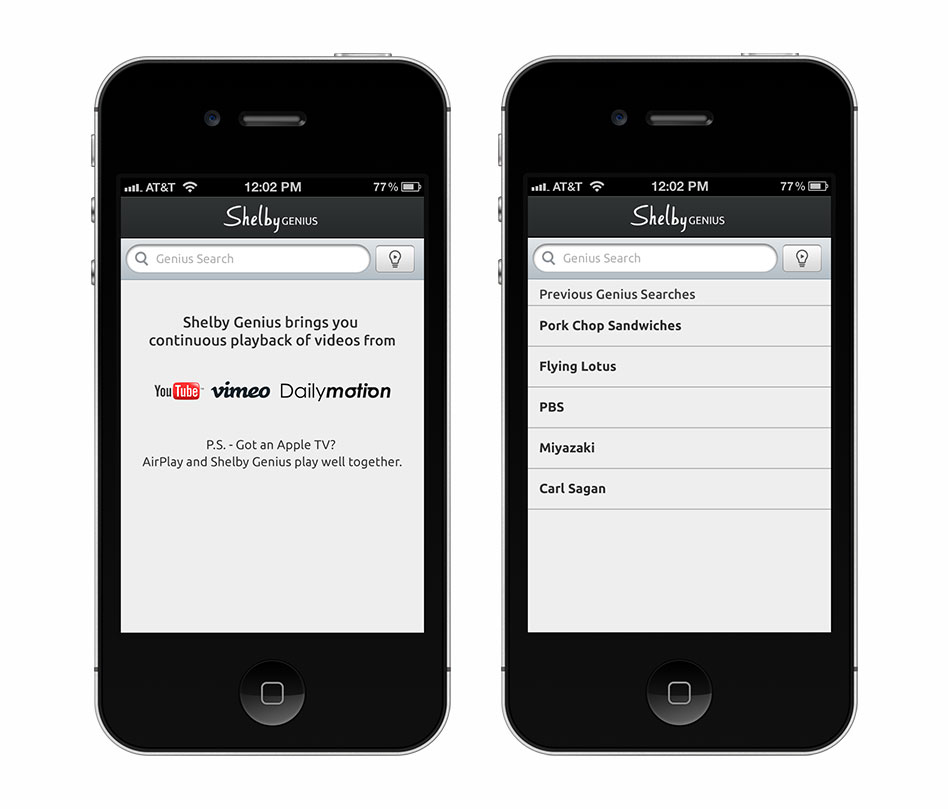 AT&T 12:02 PM 77%
Shelby GENIUS
Genius Search
Shelby Genius brings you
continuous playback of videos from
YouTube™ vimeo Dailymotion
P.S. - Got an Apple TV?
AirPlay and Shelby Genius play well together.
AT&T 12:02 PM 77%
Shelby GENIUS
Genius Search
Previous Genius Searches
Pork Chop Sandwiches
Flying Lotus
PBS
Miyazaki
Carl Sagan